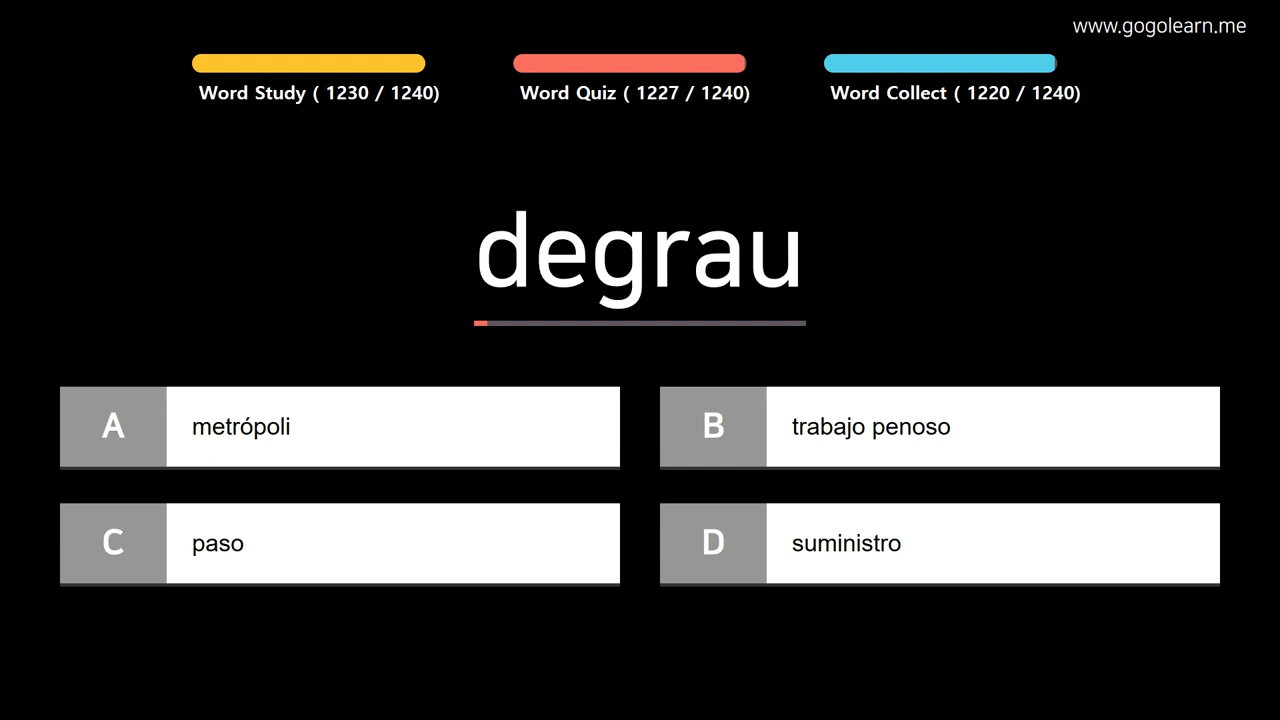 www.gogolearn.me
Word Study ( 1230 / 1240)
Word Quiz ( 1227 / 1240)
Word Collect ( 1220 / 1240)
degrau
A
metrópoli
B
trabajo penoso
C
paso
D
suministro